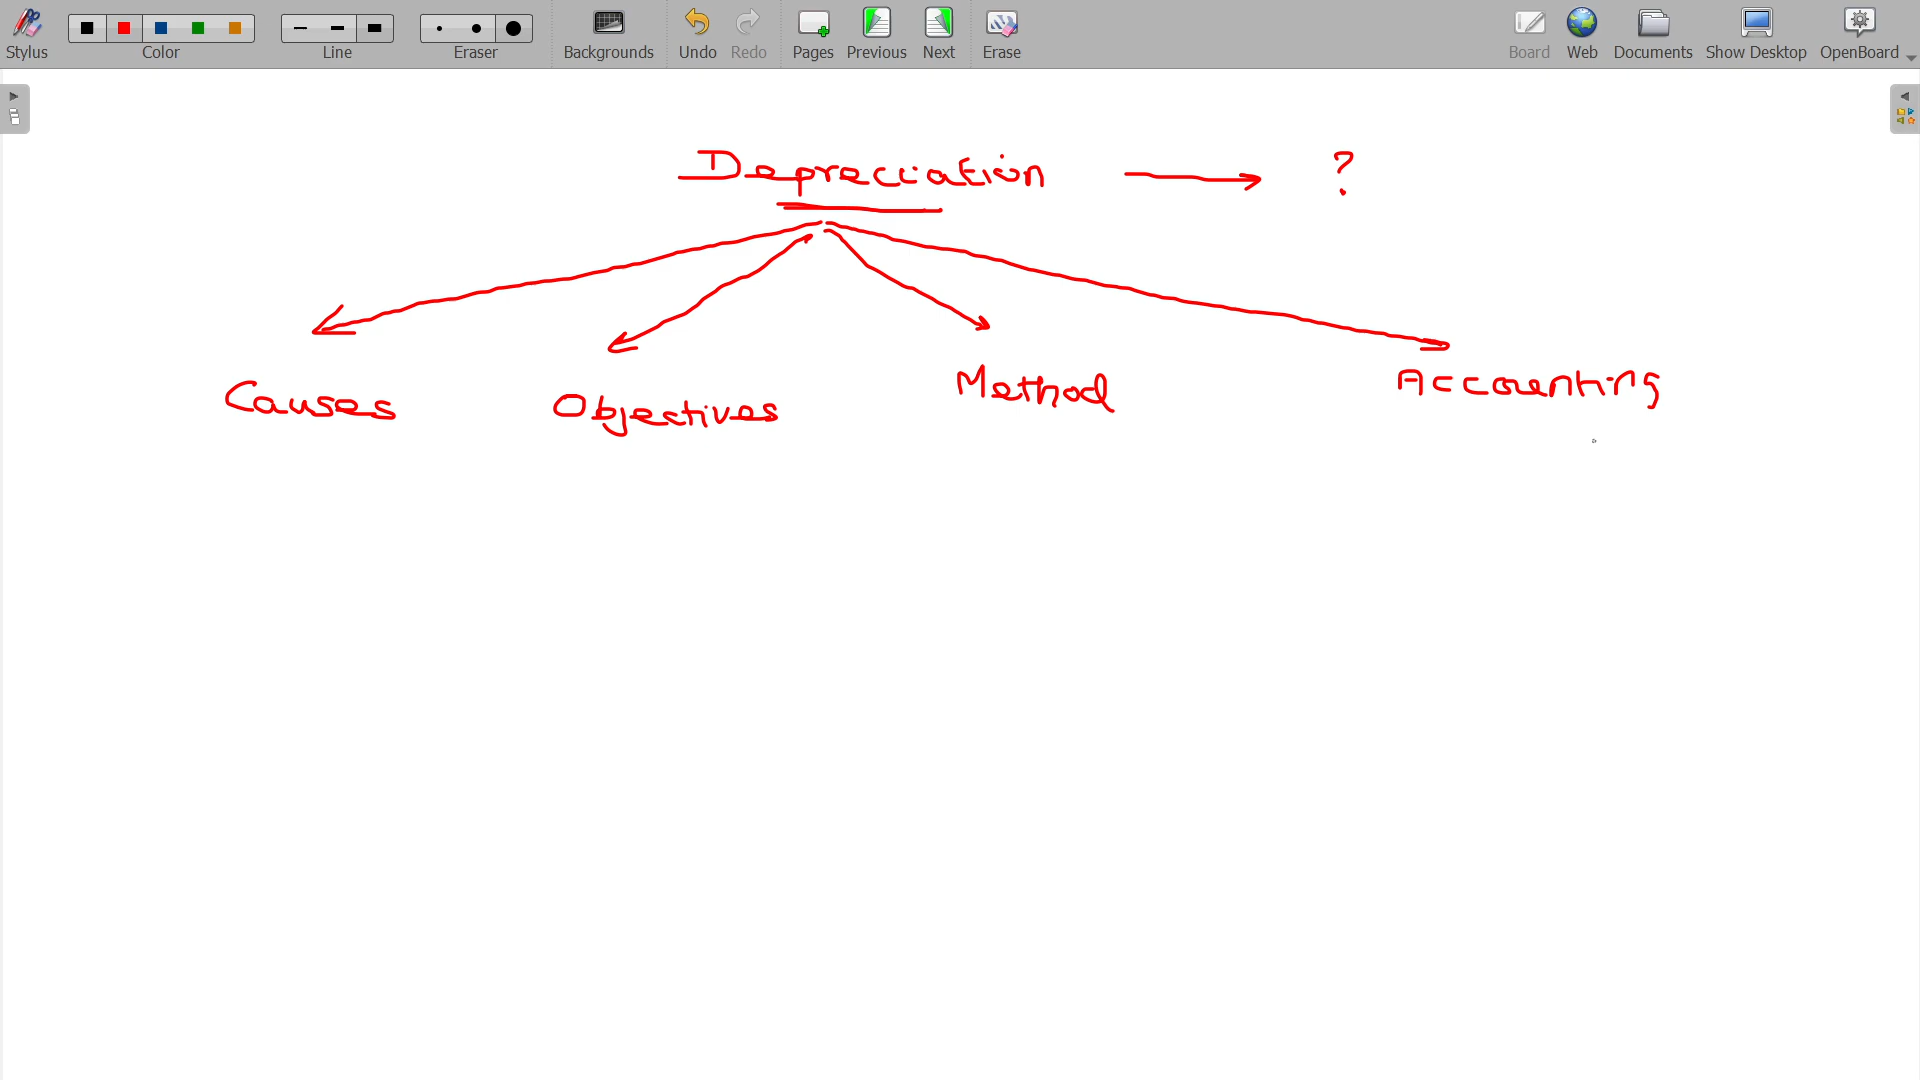 Stylus Color Line Eraser Backgrounds Undo Redo Pages Previous Next Erase Board Web Documents Show Desktop OpenBoard
Depreciation ?
Causes Objectives Method Accounting